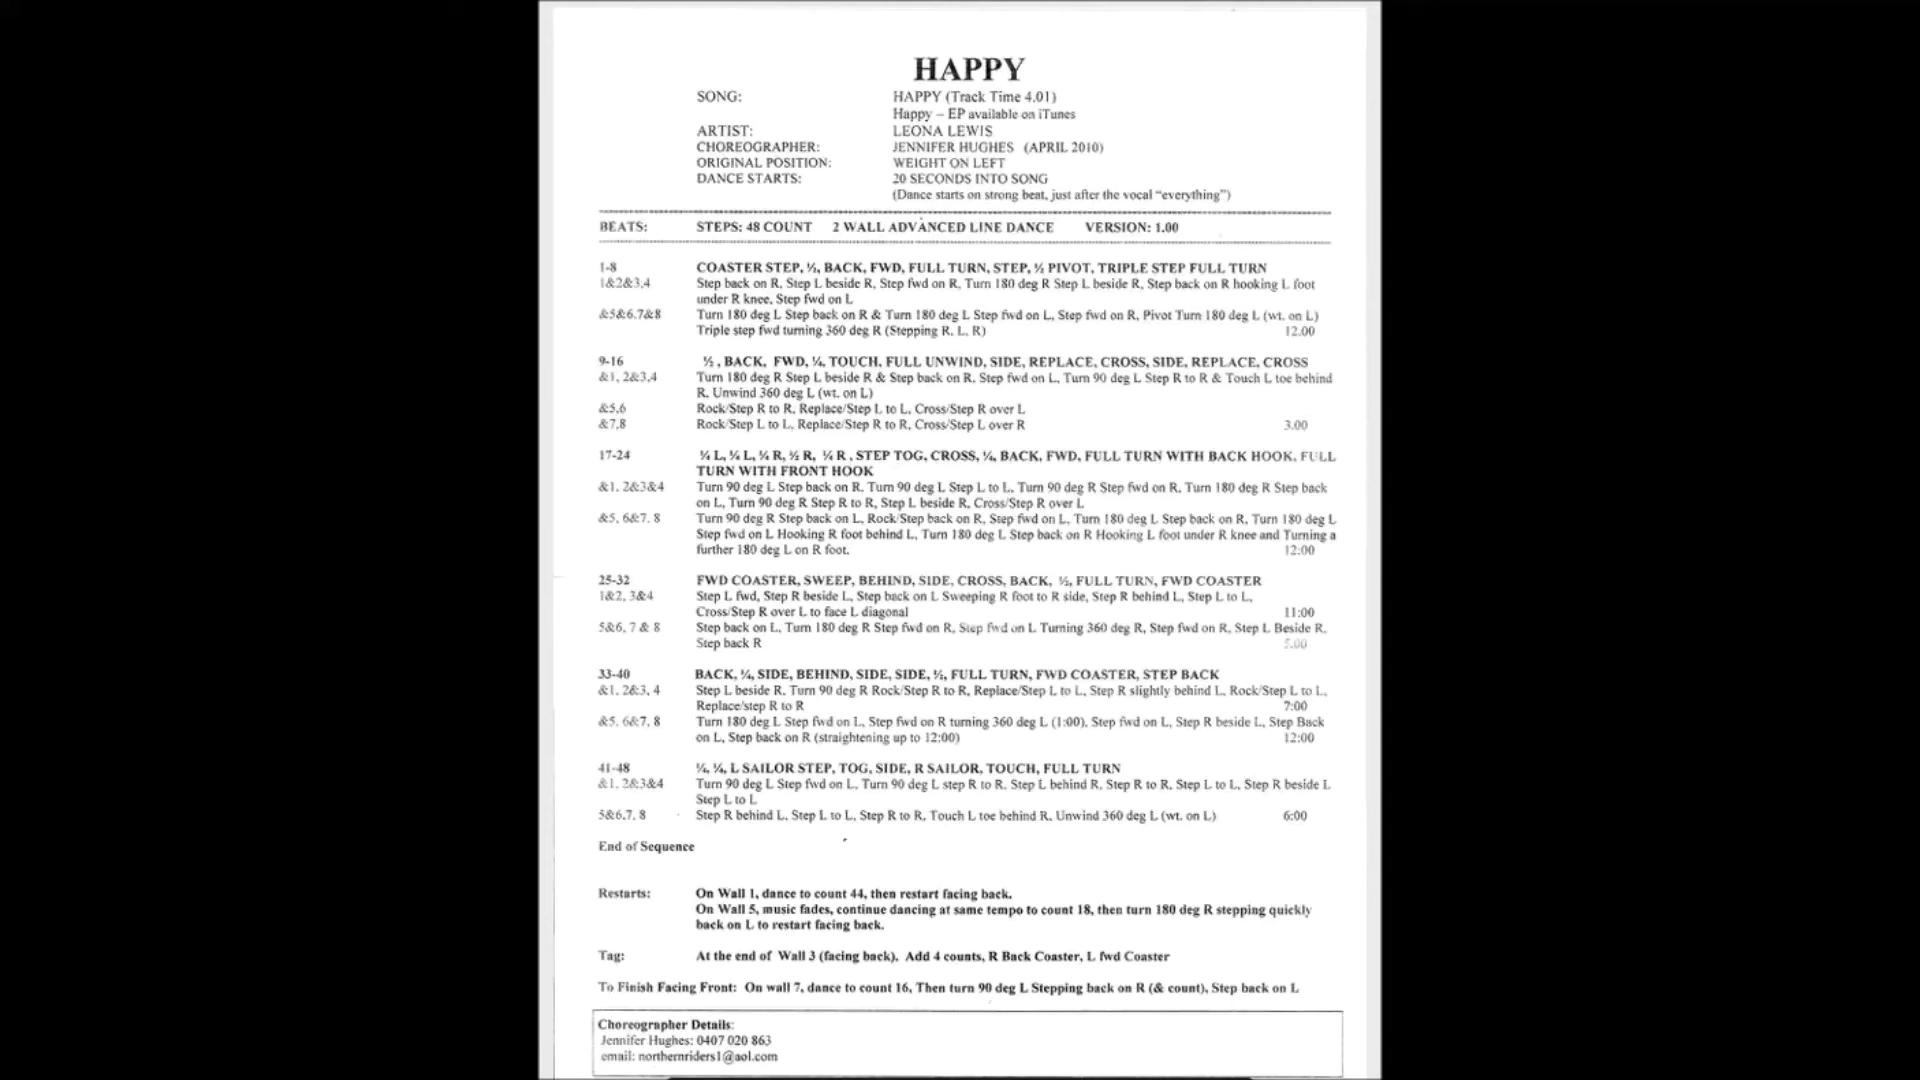 HAPPY
SONG: HAPPY (Track Time 4.01)
Happy – EP available on iTunes
ARTIST: LEONA LEWIS
CHOREOGRAPHER: JENNIFER HUGHES (APRIL 2010)
ORIGINAL POSITION: WEIGHT ON LEFT
DANCE STARTS: 20 SECONDS INTO SONG
(Dance starts on strong beat, just after the vocal “everything”)
BEATS: STEPS: 48 COUNT 2 WALL ADVANCED LINE DANCE VERSION: 1.00
1-8 COASTER STEP, ½, BACK, FWD, FULL TURN, STEP, ½ PIVOT, TRIPLE STEP FULL TURN
1&2&3,4 Step back on R, Step L beside R, Step fwd on R, Turn 180 deg R Step L beside R, Step back on R hooking L foot
under R knee, Step fwd on L
&5&6,7&8 Turn 180 deg L Step back on R & Turn 180 deg L Step fwd on L, Step fwd on R, Pivot Turn 180 deg L (wt. on L)
Triple step fwd turning 360 deg R (Stepping R, L, R) 12.00
9-16 ½ , BACK, FWD, ¼, TOUCH, FULL UNWIND, SIDE, REPLACE, CROSS, SIDE, REPLACE, CROSS
&1, 2&3,4 Turn 180 deg R Step L beside R & Step back on R, Step fwd on L, Turn 90 deg L Step R to R & Touch L toe behind
R, Unwind 360 deg L (wt. on L)
&5,6 Rock/Step R to R, Replace/Step L to L, Cross/Step R over L
&7,8 Rock/Step L to L, Replace/Step R to R, Cross/Step L over R 3.00
17-24 ¼ L, ¼ L, ¼ R, ½ R, ¼ R , STEP TOG, CROSS, ¼, BACK, FWD, FULL TURN WITH BACK HOOK, FULL
TURN WITH FRONT HOOK
&1, 2&3&4 Turn 90 deg L Step back on R, Turn 90 deg L Step L to L, Turn 90 deg R Step fwd on R, Turn 180 deg R Step back
on L, Turn 90 deg R Step R to R, Step L beside R, Cross/Step R over L
&5, 6&7, 8 Turn 90 deg R Step back on L, Rock/Step back on R, Step fwd on L, Turn 180 deg L Step back on R, Turn 180 deg L
Step fwd on L Hooking R foot behind L, Turn 180 deg L Step back on R Hooking L foot under R knee and Turning a
further 180 deg L on R foot. 12:00
25-32 FWD COASTER, SWEEP, BEHIND, SIDE, CROSS, BACK, ½, FULL TURN, FWD COASTER
1&2, 3&4 Step L fwd, Step R beside L, Step back on L Sweeping R foot to R side, Step R behind L, Step L to L,
Cross/Step R over L to face L diagonal 11:00
5&6, 7 & 8 Step back on L, Turn 180 deg R Step fwd on R, Step fwd on L Turning 360 deg R, Step fwd on R, Step L Beside R,
Step back R 5.00
33-40 BACK, ¼, SIDE, BEHIND, SIDE, SIDE, ½, FULL TURN, FWD COASTER, STEP BACK
&1, 2&3, 4 Step L beside R, Turn 90 deg R Rock/Step R to R, Replace/Step L to L, Step R slightly behind L, Rock/Step L to L,
Replace/step R to R 7:00
&5, 6&7, 8 Turn 180 deg L Step fwd on L, Step fwd on R turning 360 deg L (1:00), Step fwd on L, Step R beside L, Step Back
on L, Step back on R (straightening up to 12:00) 12:00
41-48 ¼, ¼, L SAILOR STEP, TOG, SIDE, R SAILOR, TOUCH, FULL TURN
&1, 2&3&4 Turn 90 deg L Step fwd on L, Turn 90 deg L step R to R, Step L behind R, Step R to R, Step L to L, Step R beside L
Step L to L
5&6,7, 8 Step R behind L, Step L to L, Step R to R, Touch L toe behind R, Unwind 360 deg L (wt. on L) 6:00
End of Sequence
Restarts: On Wall 1, dance to count 44, then restart facing back.
On Wall 5, music fades, continue dancing at same tempo to count 18, then turn 180 deg R stepping quickly
back on L to restart facing back.
Tag: At the end of Wall 3 (facing back), Add 4 counts, R Back Coaster, L fwd Coaster
To Finish Facing Front: On wall 7, dance to count 16, Then turn 90 deg L Stepping back on R (& count), Step back on L
Choreographer Details:
Jennifer Hughes: 0407 020 863
email: northernriders1@aol.com